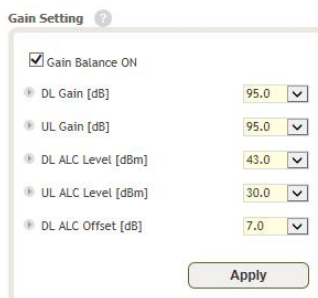 Gain Setting ?
Gain Balance ON
DL Gain [dB] 95.0
UL Gain [dB] 95.0
DL ALC Level [dBm] 43.0
UL ALC Level [dBm] 30.0
DL ALC Offset [dB] 7.0
Apply